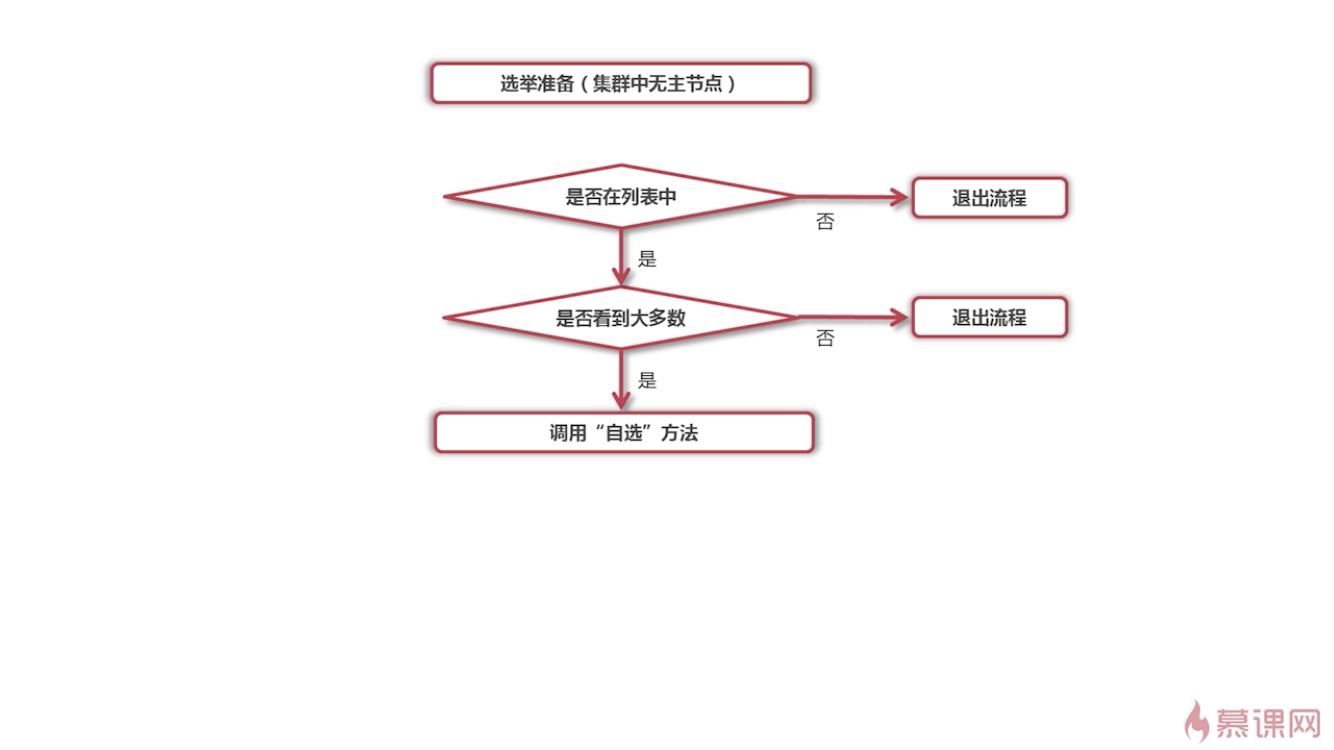 选举准备（集群中无主节点）
是否在列表中
退出流程
否
是
是否看到大多数
退出流程
否
是
调用“自选”方法
慕课网